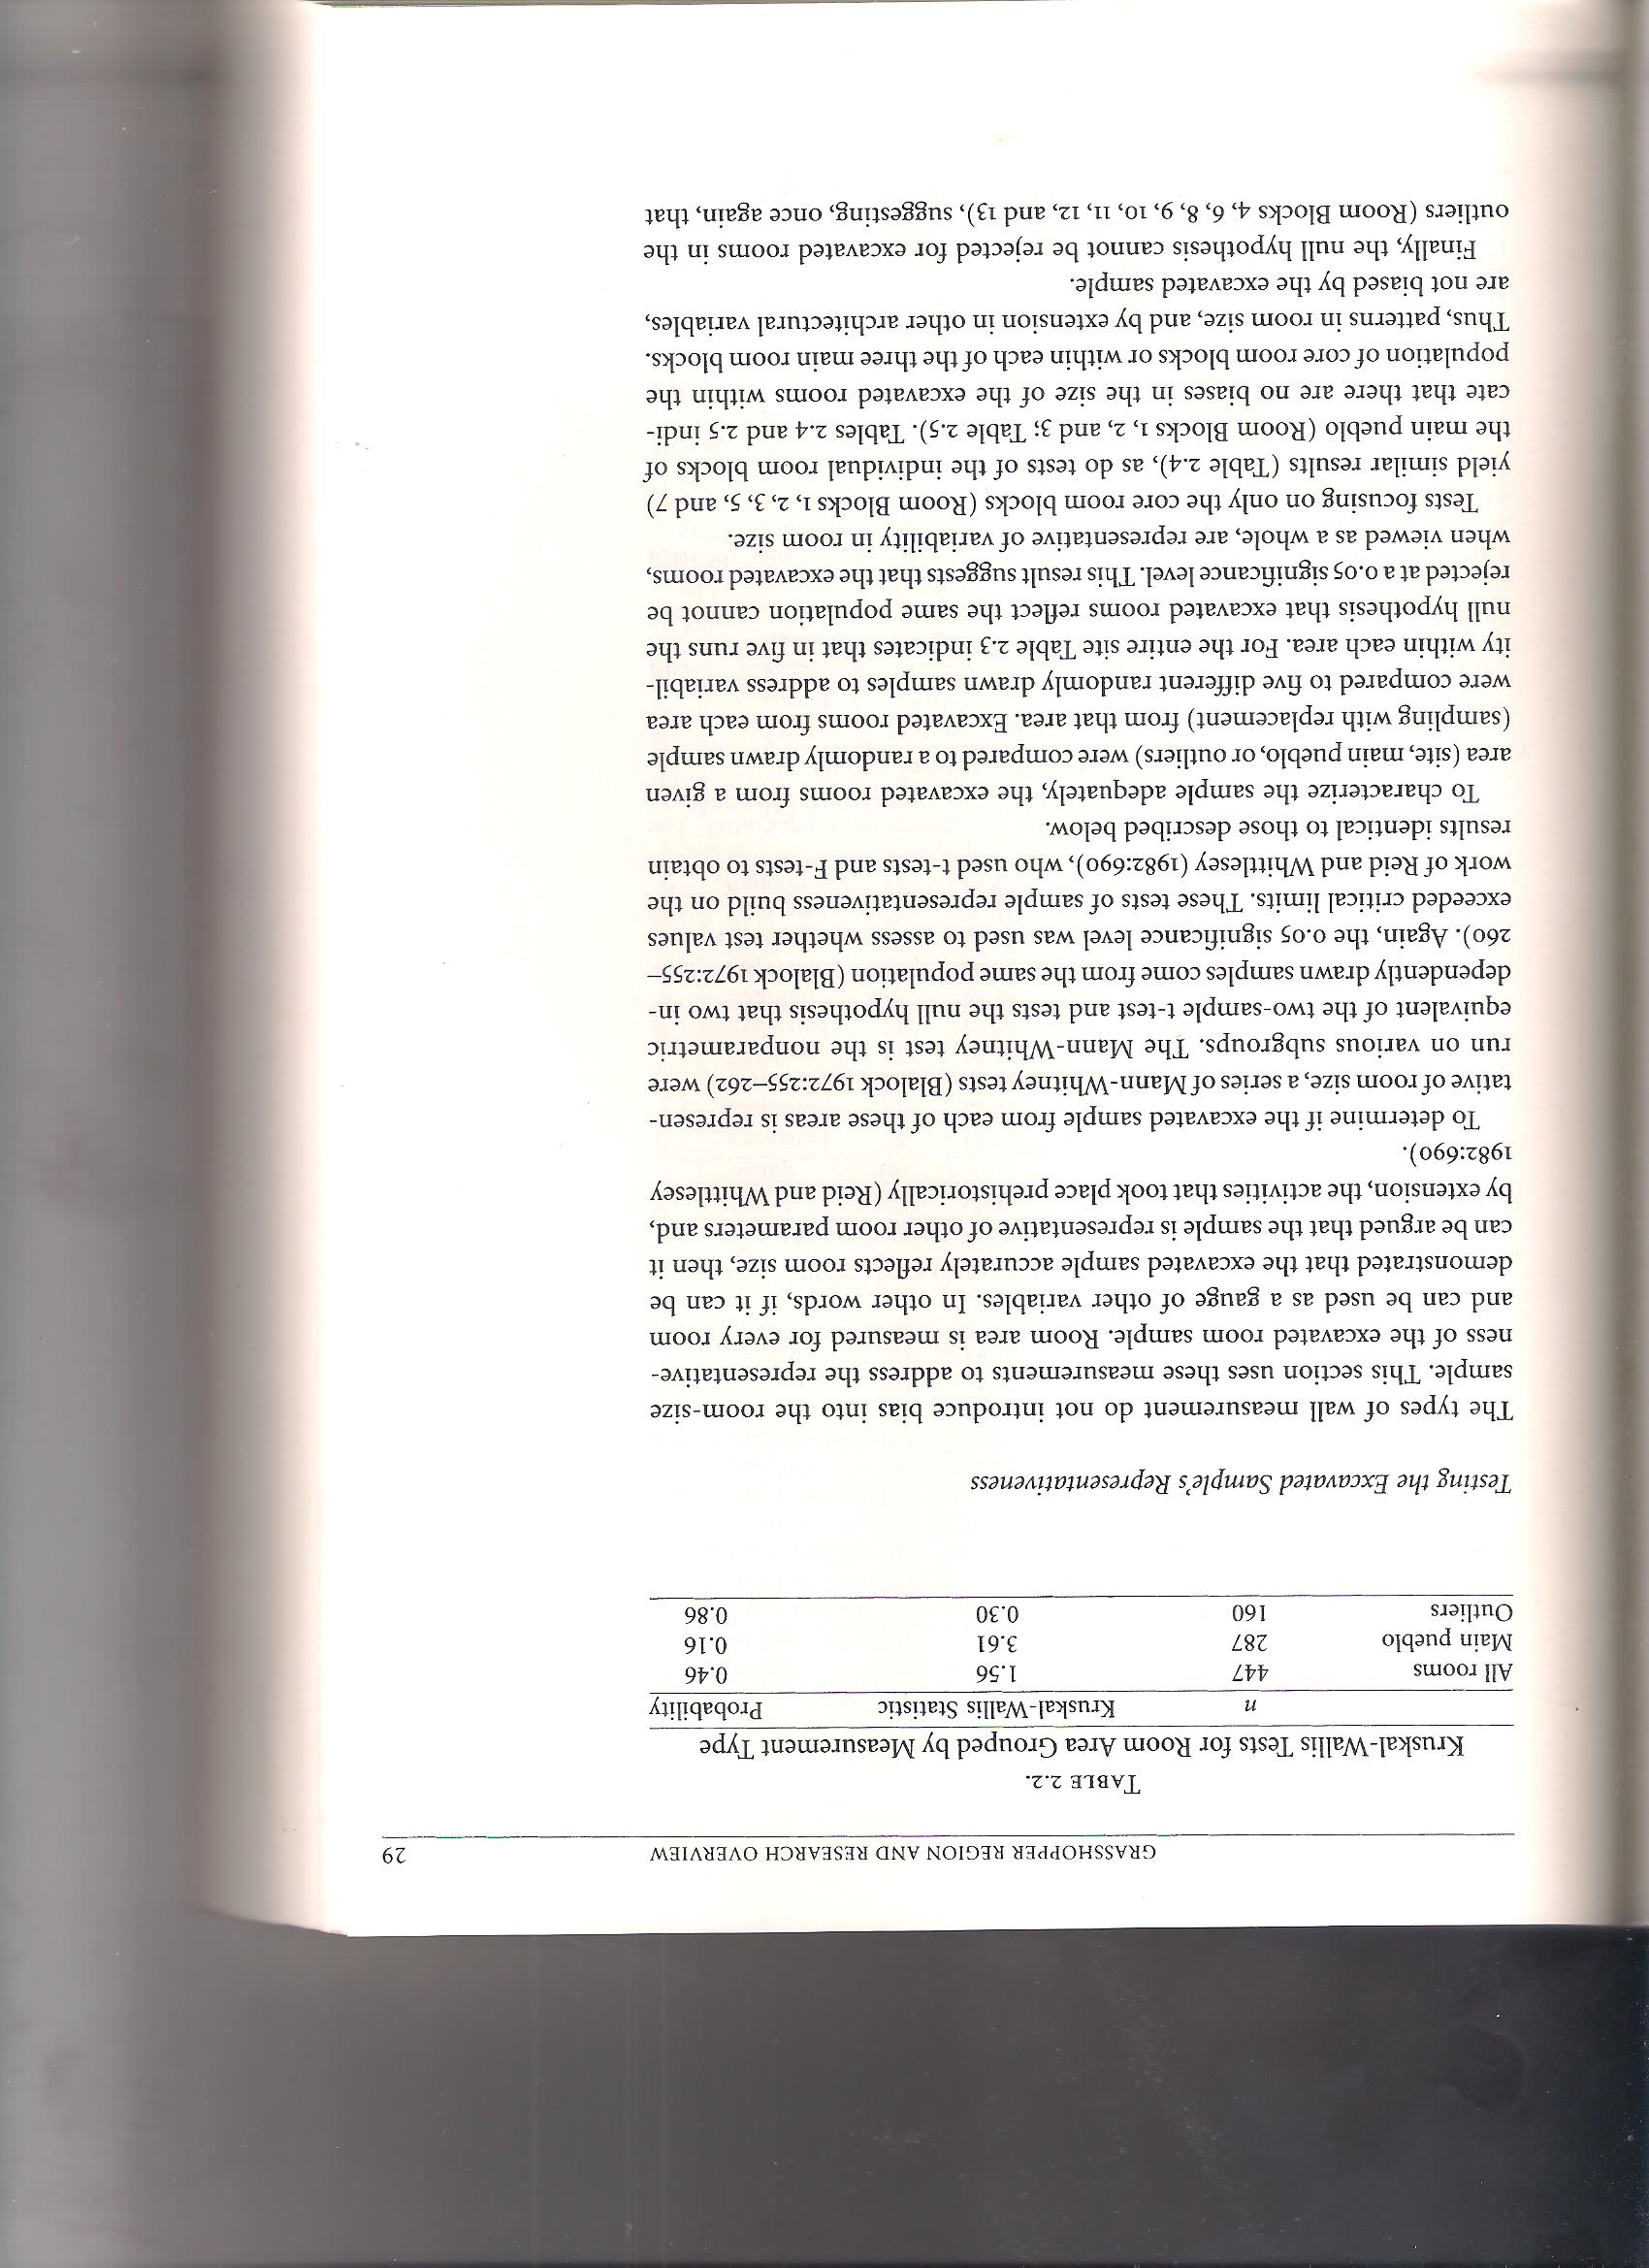 GRASSHOPPER REGION AND RESEARCH OVERVIEW 29
TABLE 2.2.
Kruskal-Wallis Tests for Room Area Grouped by Measurement Type
n Kruskal-Wallis Statistic Probability
All rooms 447 1.56 0.46
Main pueblo 287 3.61 0.16
Outliers 160 0.30 0.86
Testing the Excavated Sample's Representativeness
The types of wall measurement do not introduce bias into the room-size
sample. This section uses these measurements to address the representative-
ness of the excavated room sample. Room area is measured for every room
and can be used as a gauge of other variables. In other words, if it can be
demonstrated that the excavated sample accurately reflects room size, then it
can be argued that the sample is representative of other room parameters and,
by extension, the activities that took place prehistorically (Reid and Whittlesey
1982:690).
To determine if the excavated sample from each of these areas is represen-
tative of room size, a series of Mann-Whitney tests (Blalock 1972:255–262) were
run on various subgroups. The Mann-Whitney test is the nonparametric
equivalent of the two-sample t-test and tests the null hypothesis that two in-
dependently drawn samples come from the same population (Blalock 1972:255–
260). Again, the 0.05 significance level was used to assess whether test values
exceeded critical limits. These tests of sample representativeness build on the
work of Reid and Whittlesey (1982:690), who used t-tests and F-tests to obtain
results identical to those described below.
To characterize the sample adequately, the excavated rooms from a given
area (site, main pueblo, or outliers) were compared to a randomly drawn sample
(sampling with replacement) from that area. Excavated rooms from each area
were compared to five different randomly drawn samples to address variabil-
ity within each area. For the entire site Table 2.3 indicates that in five runs the
null hypothesis that excavated rooms reflect the same population cannot be
rejected at a 0.05 significance level. This result suggests that the excavated rooms,
when viewed as a whole, are representative of variability in room size.
Tests focusing on only the core room blocks (Room Blocks 1, 2, 3, 5, and 7)
yield similar results (Table 2.4), as do tests of the individual room blocks of
the main pueblo (Room Blocks 1, 2, and 3; Table 2.5). Tables 2.4 and 2.5 indi-
cate that there are no biases in the size of the excavated rooms within the
population of core room blocks or within each of the three main room blocks.
Thus, patterns in room size, and by extension in other architectural variables,
are not biased by the excavated sample.
Finally, the null hypothesis cannot be rejected for excavated rooms in the
outliers (Room Blocks 4, 6, 8, 9, 10, 11, 12, and 13), suggesting, once again, that